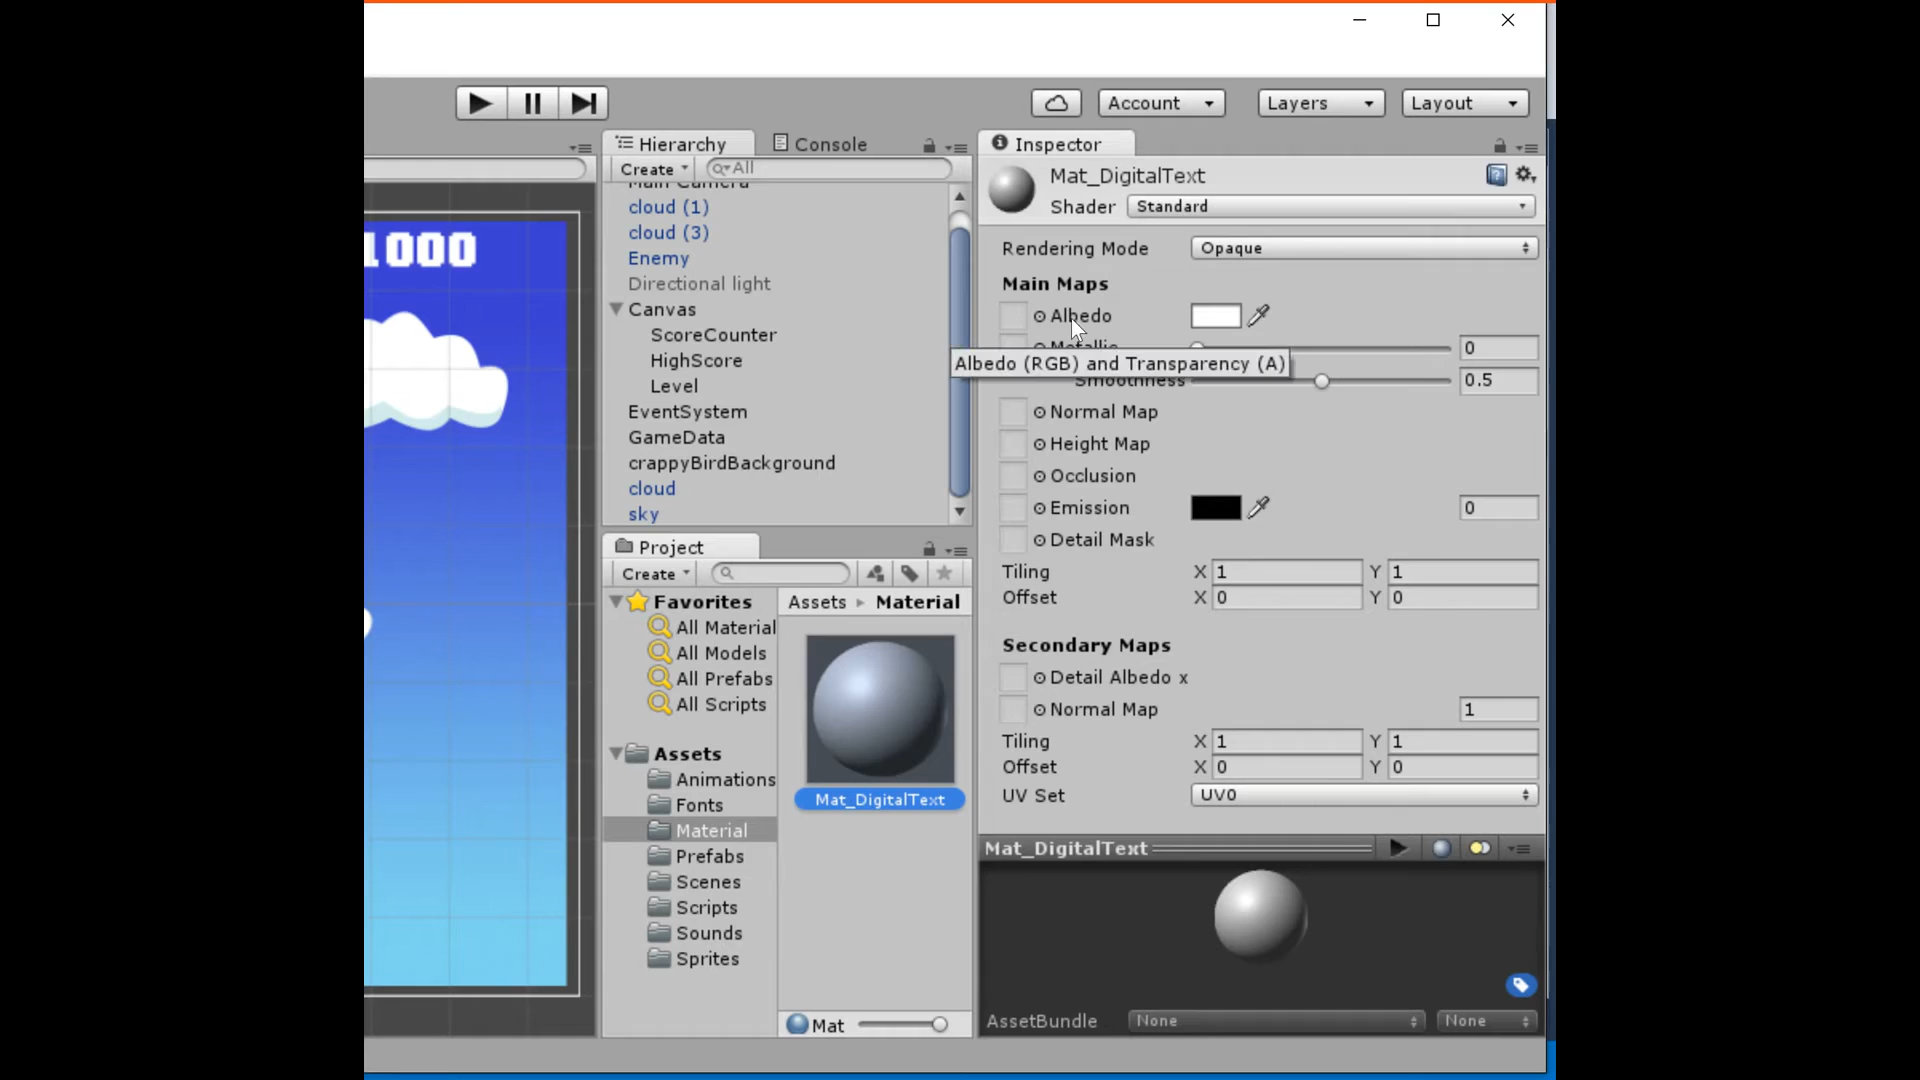 Account
Layers
Layout
Hierarchy
Console
Inspector
Create
All
Main Camera
cloud (1)
cloud (3)
Enemy
Directional light
Canvas
ScoreCounter
HighScore
Level
EventSystem
GameData
crappyBirdBackground
cloud
sky
1000
Mat_DigitalText
Shader Standard
Rendering Mode Opaque
Main Maps
Albedo
Metallic 0
Albedo (RGB) and Transparency (A)
Smoothness 0.5
Normal Map
Height Map
Occlusion
Emission 0
Detail Mask
Tiling X 1 Y 1
Offset X 0 Y 0
Secondary Maps
Detail Albedo x
Normal Map 1
Tiling X 1 Y 1
Offset X 0 Y 0
UV Set UV0
Project
Create
Favorites
All Material
All Models
All Prefabs
All Scripts
Assets
Animations
Fonts
Material
Prefabs
Scenes
Scripts
Sounds
Sprites
Assets Material
Mat_DigitalText
Mat
Mat_DigitalText
AssetBundle None None